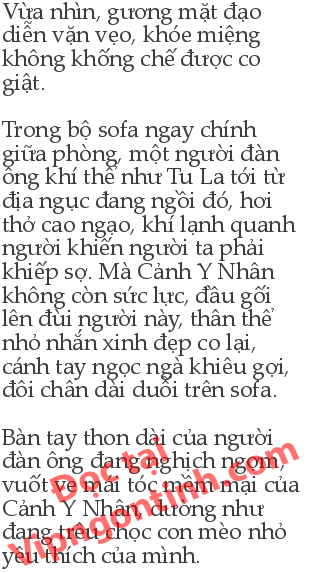 Vừa nhìn, gương mặt đạo
diễn vặn vẹo, khóe miệng
không khống chế được co
giật.
Trong bộ sofa ngay chính
giữa phòng, một người đàn
ông khí thế như Tu La tới từ
địa ngục đang ngồi đó, hơi
thở cao ngạo, khí lạnh quanh
người khiến người ta phải
khiếp sợ. Mà Cảnh Y Nhân
không còn sức lực, đầu gối
lên đùi người này, thân thể
nhỏ nhắn xinh đẹp co lại,
cánh tay ngọc ngà khiêu gợi,
đôi chân dài duỗi trên sofa.
Bàn tay thon dài của người
đàn ông đang nghịch ngợm,
vuốt ve mái tóc mềm mại của
Cảnh Y Nhân, dường như
đang trêu chọc con mèo nhỏ
yêu thích của mình.
Đọc tại
Vipngontinh.com